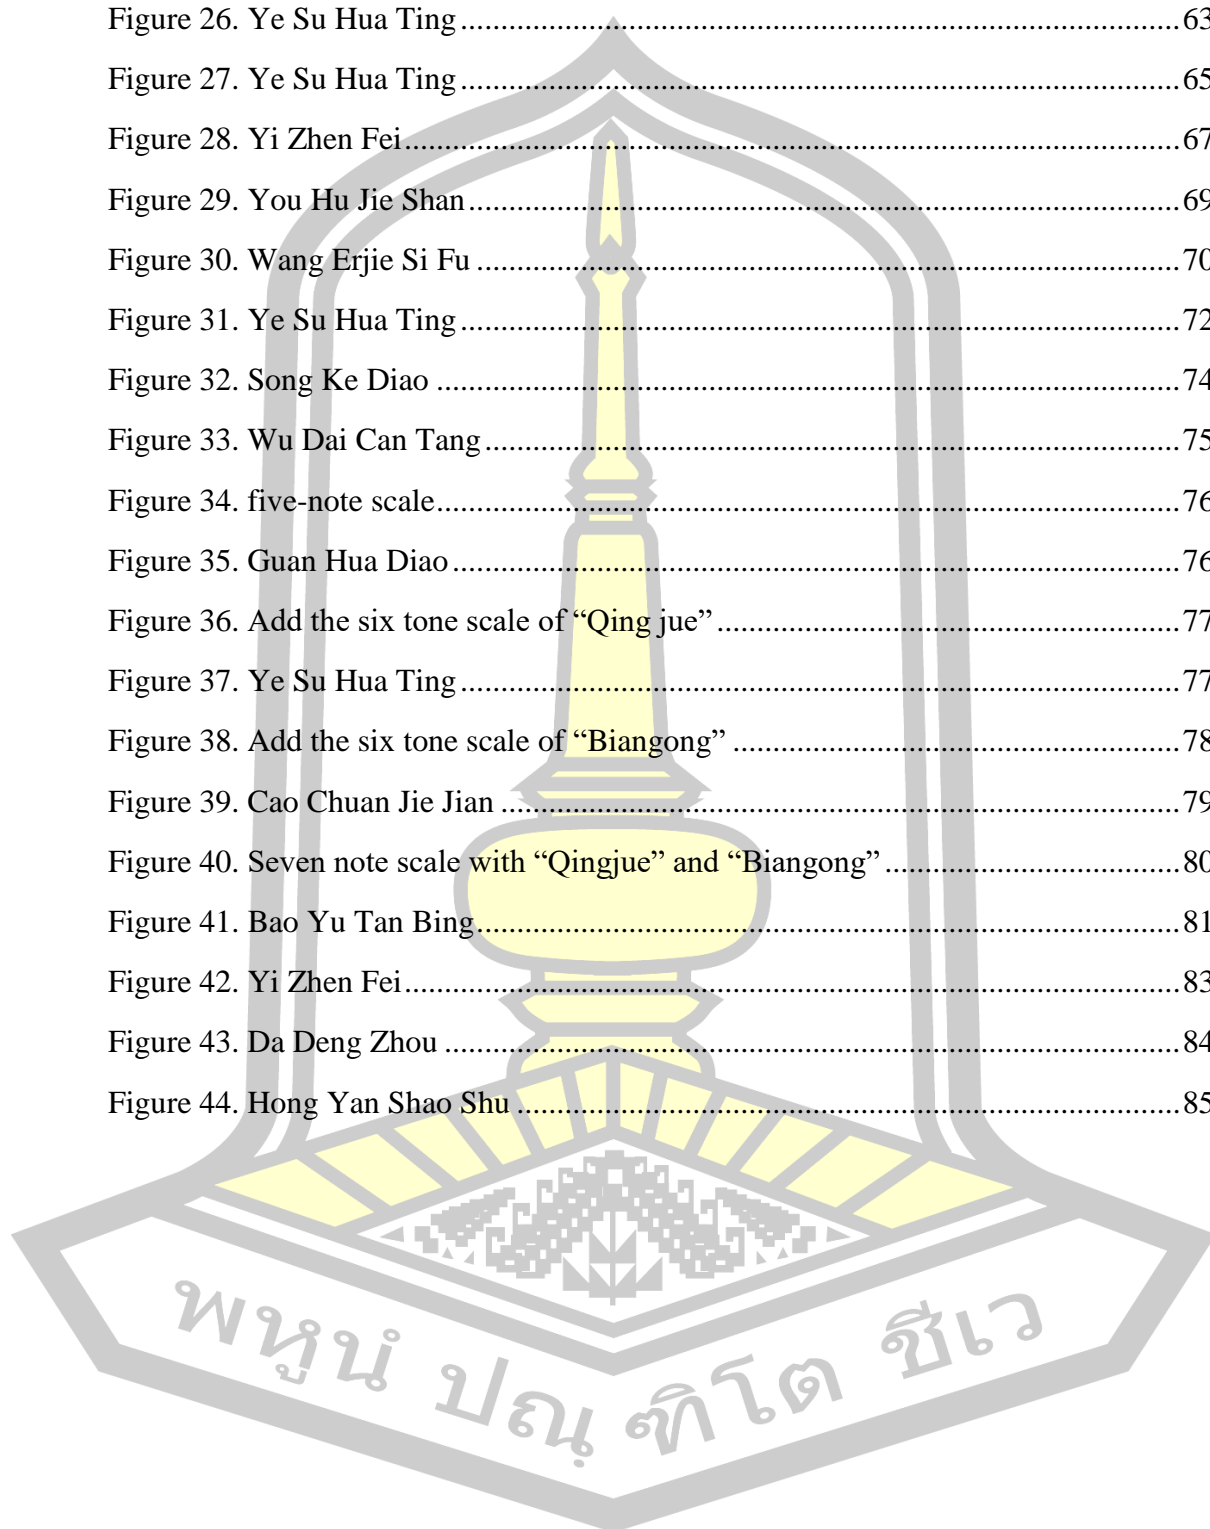 Figure 26. Ye Su Hua Ting ........................................ 63
Figure 27. Ye Su Hua Ting ........................................ 65
Figure 28. Yi Zhen Fei ........................................ 67
Figure 29. You Hu Jie Shan ........................................ 69
Figure 30. Wang Erjie Si Fu ........................................ 70
Figure 31. Ye Su Hua Ting ........................................ 72
Figure 32. Song Ke Diao ........................................ 74
Figure 33. Wu Dai Can Tang ........................................ 75
Figure 34. five-note scale ........................................ 76
Figure 35. Guan Hua Diao ........................................ 76
Figure 36. Add the six tone scale of “Qing jue” ........................................ 77
Figure 37. Ye Su Hua Ting ........................................ 77
Figure 38. Add the six tone scale of “Biangong” ........................................ 78
Figure 39. Cao Chuan Jie Jian ........................................ 79
Figure 40. Seven note scale with “Qingjue” and “Biangong” ........................................ 80
Figure 41. Bao Yu Tan Bing ........................................ 81
Figure 42. Yi Zhen Fei ........................................ 83
Figure 43. Da Deng Zhou ........................................ 84
Figure 44. Hong Yan Shao Shu ........................................ 85
พหูนํ ปณฺฑิโต ชีเว